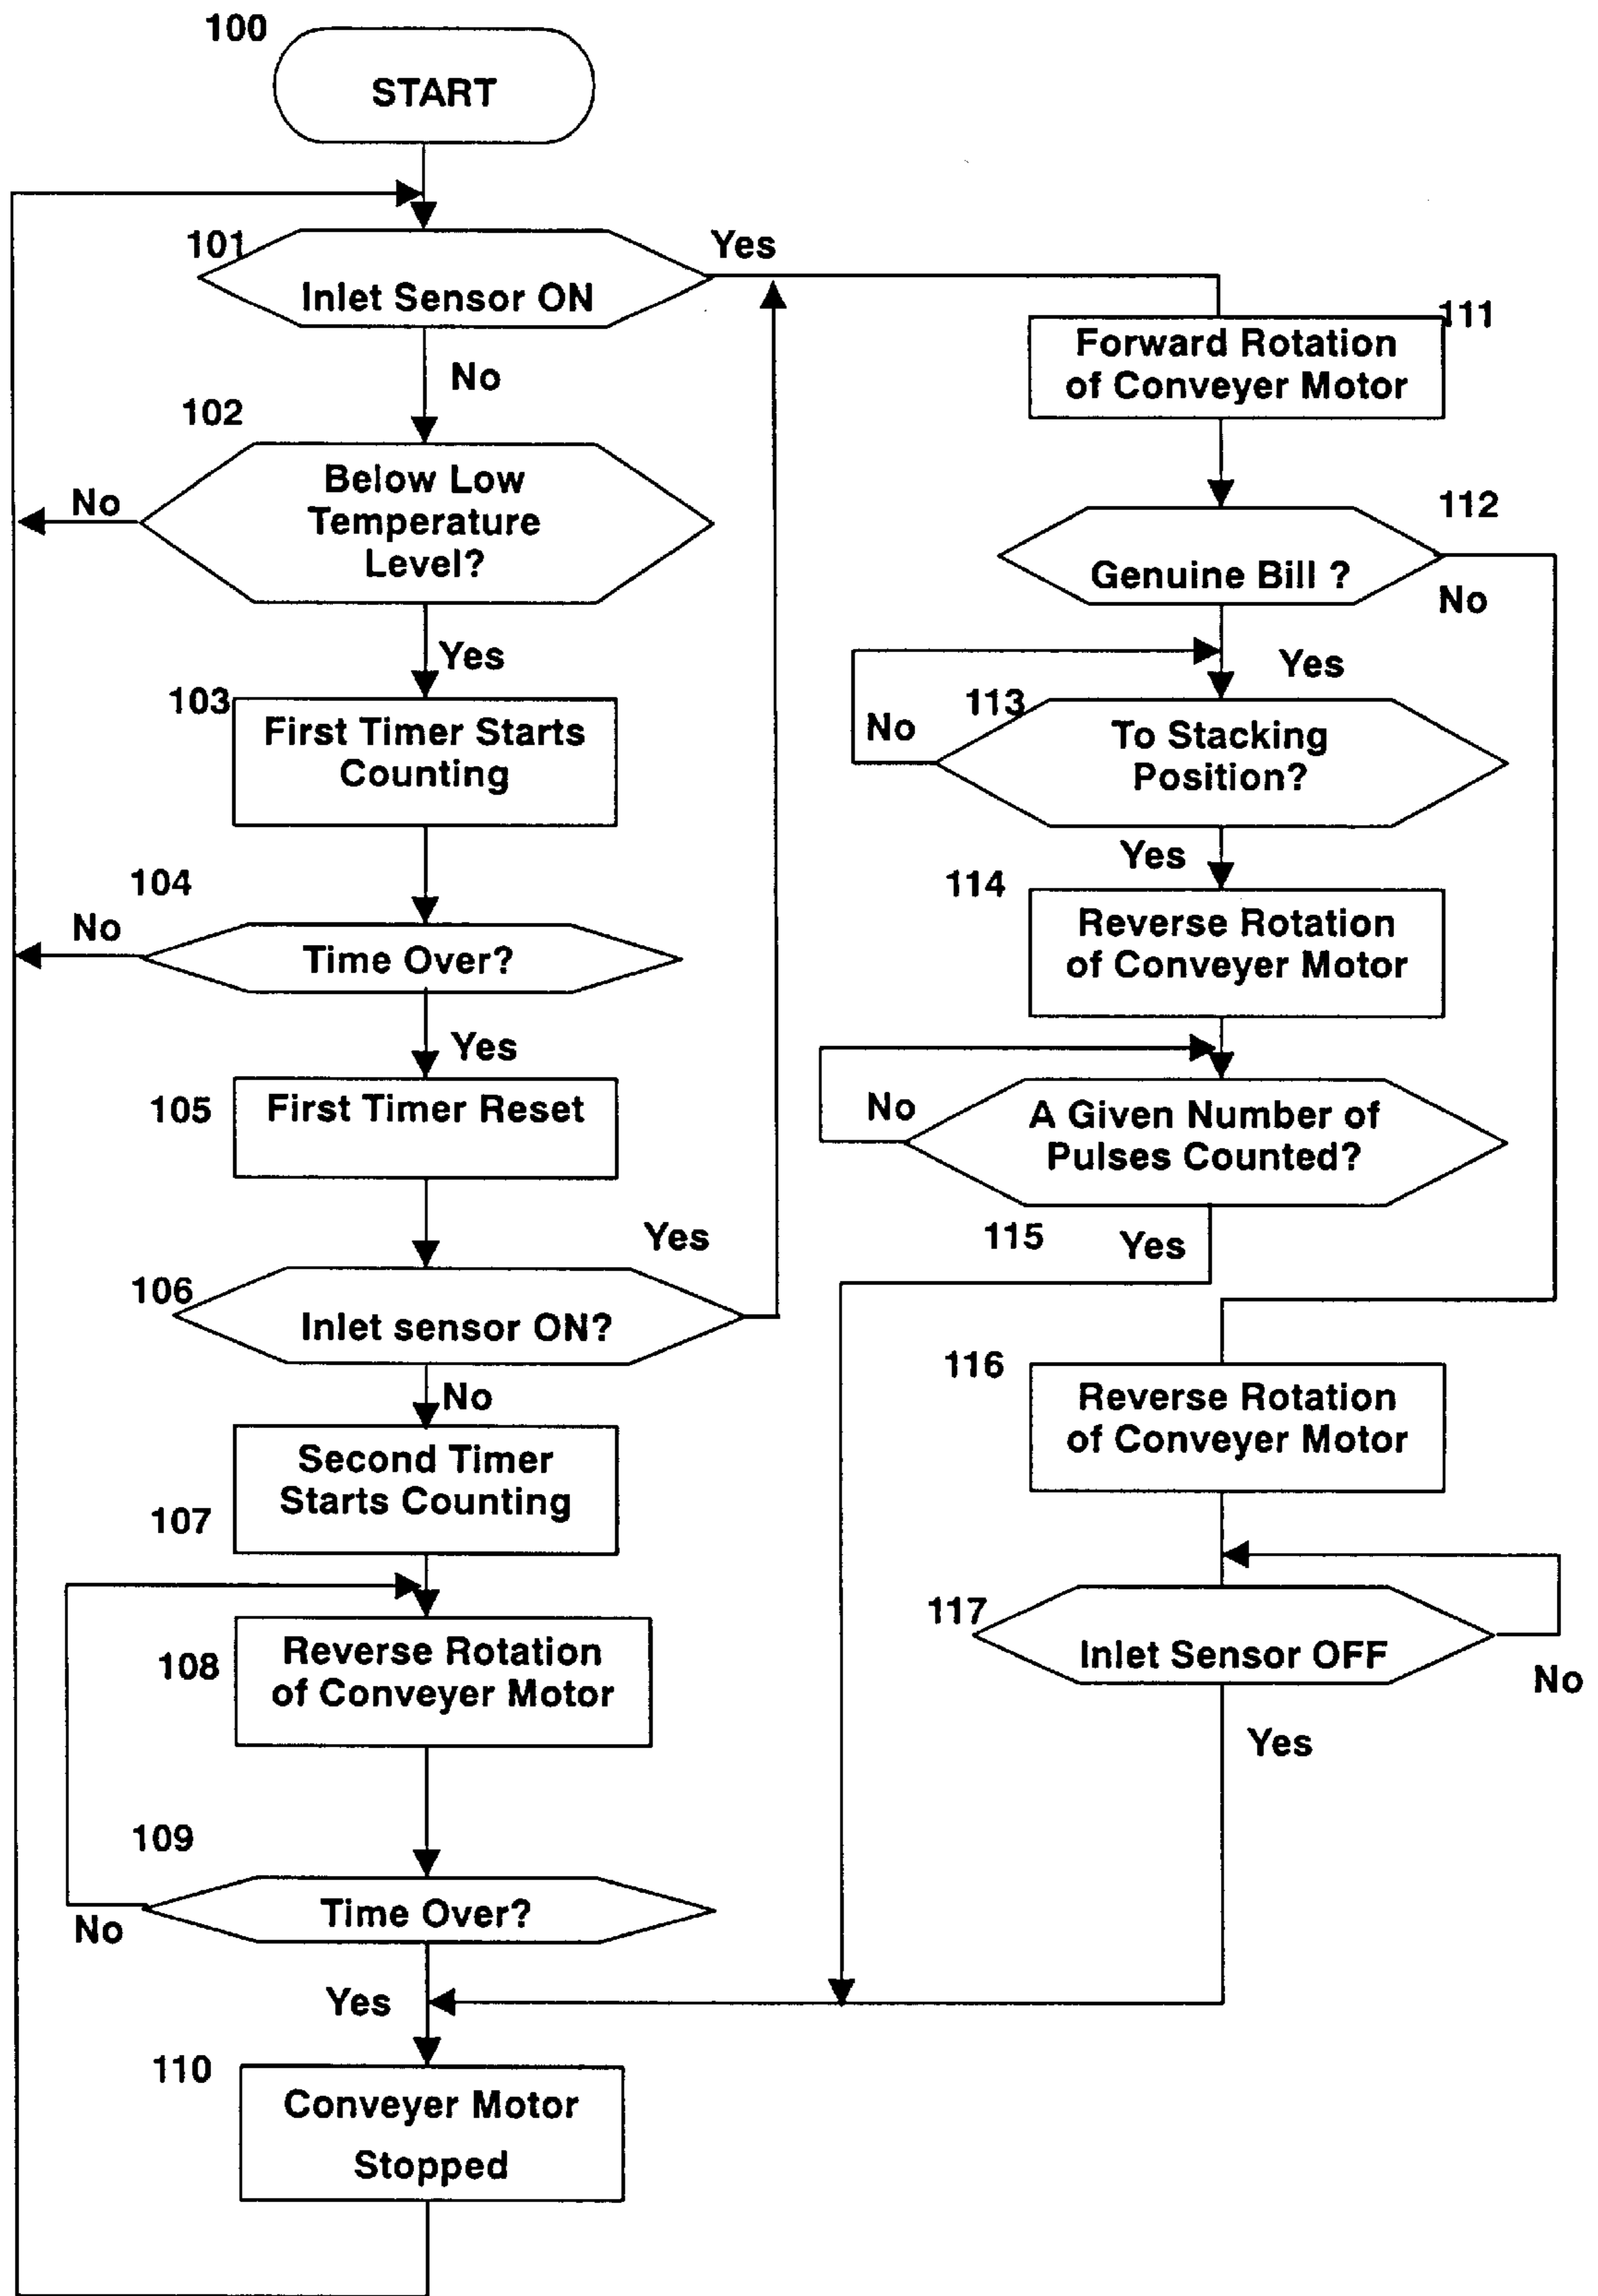 100
START
101
Inlet Sensor ON
Yes
No
102
Below Low
Temperature
Level?
No
Yes
103
First Timer Starts
Counting
104
Time Over?
No
Yes
105
First Timer Reset
106
Inlet sensor ON?
Yes
No
107
Second Timer
Starts Counting
108
Reverse Rotation
of Conveyer Motor
109
Time Over?
No
Yes
110
Conveyer Motor
Stopped
111
Forward Rotation
of Conveyer Motor
112
Genuine Bill ?
No
Yes
113
To Stacking
Position?
No
Yes
114
Reverse Rotation
of Conveyer Motor
A Given Number of
Pulses Counted?
No
115
Yes
116
Reverse Rotation
of Conveyer Motor
117
Inlet Sensor OFF
No
Yes